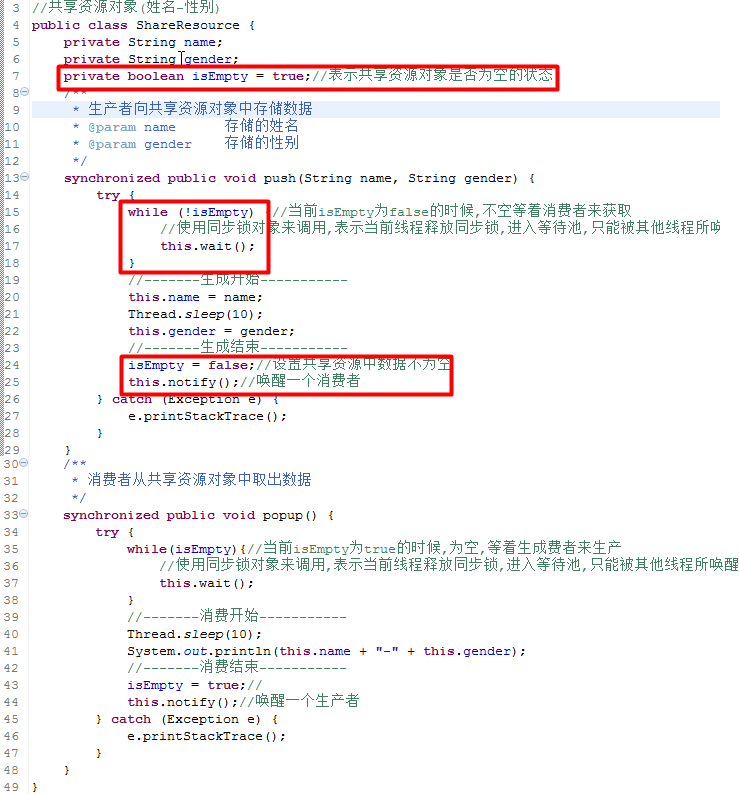 3 //共享资源对象(姓名-性别)
4 public class ShareResource {
5 private String name;
6 private String gender;
7 private boolean isEmpty = true;//表示共享资源对象是否为空的状态
8 /**
9 * 生产者向共享资源对象中存储数据
10 * @param name 存储的姓名
11 * @param gender 存储的性别
12 */
13 synchronized public void push(String name, String gender) {
14 try {
15 while (!isEmpty) //当前isEmpty为false的时候,不空等着消费者来获取
16 //使用同步锁对象来调用,表示当前线程释放同步锁,进入等待池,只能被其他线程所唤
17 this.wait();
18 }
19 //-------生成开始-----------
20 this.name = name;
21 Thread.sleep(10);
22 this.gender = gender;
23 //-------生成结束-----------
24 isEmpty = false;//设置共享资源中数据不为空
25 this.notify();//唤醒一个消费者
26 } catch (Exception e) {
27 e.printStackTrace();
28 }
29 }
30 /**
31 * 消费者从共享资源对象中取出数据
32 */
33 synchronized public void popup() {
34 try {
35 while(isEmpty){//当前isEmpty为true的时候,为空,等着生成费者来生产
36 //使用同步锁对象来调用,表示当前线程释放同步锁,进入等待池,只能被其他线程所唤醒
37 this.wait();
38 }
39 //-------消费开始-----------
40 Thread.sleep(10);
41 System.out.println(this.name + "-" + this.gender);
42 //-------消费结束-----------
43 isEmpty = true;//
44 this.notify();//唤醒一个生产者
45 } catch (Exception e) {
46 e.printStackTrace();
47 }
48 }
49 }